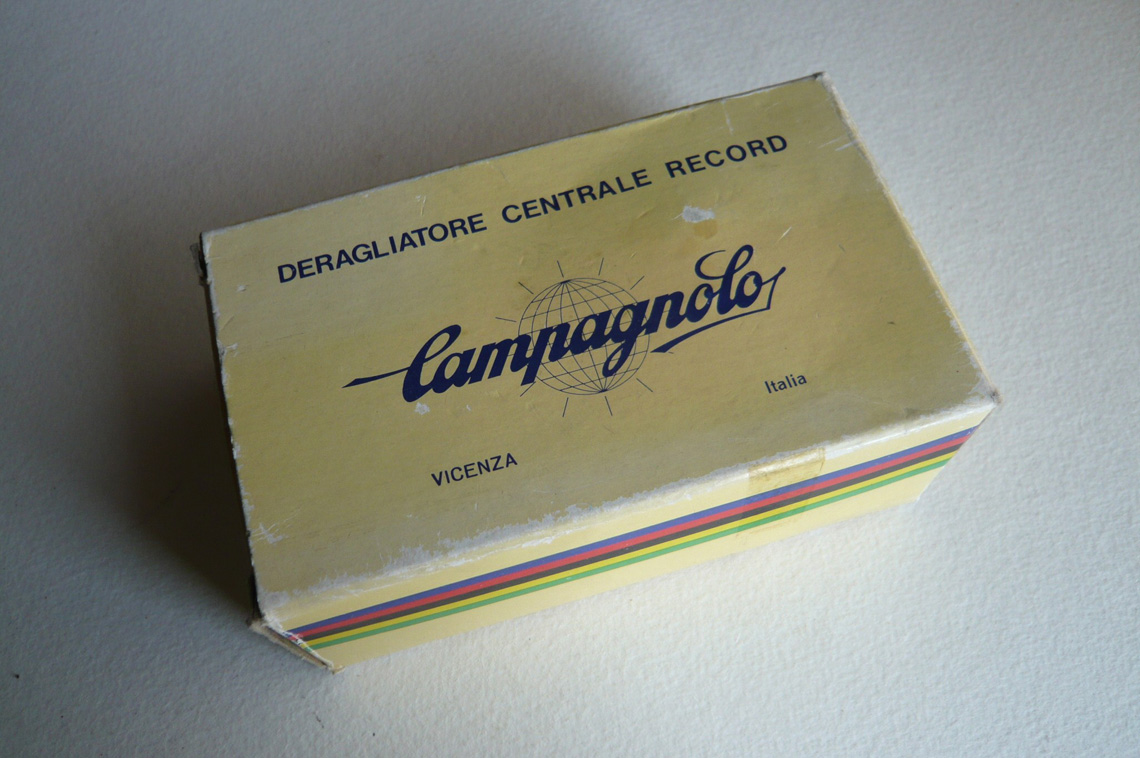 DERAGLIATORE CENTRALE RECORD
Campagnolo
Italia
VICENZA